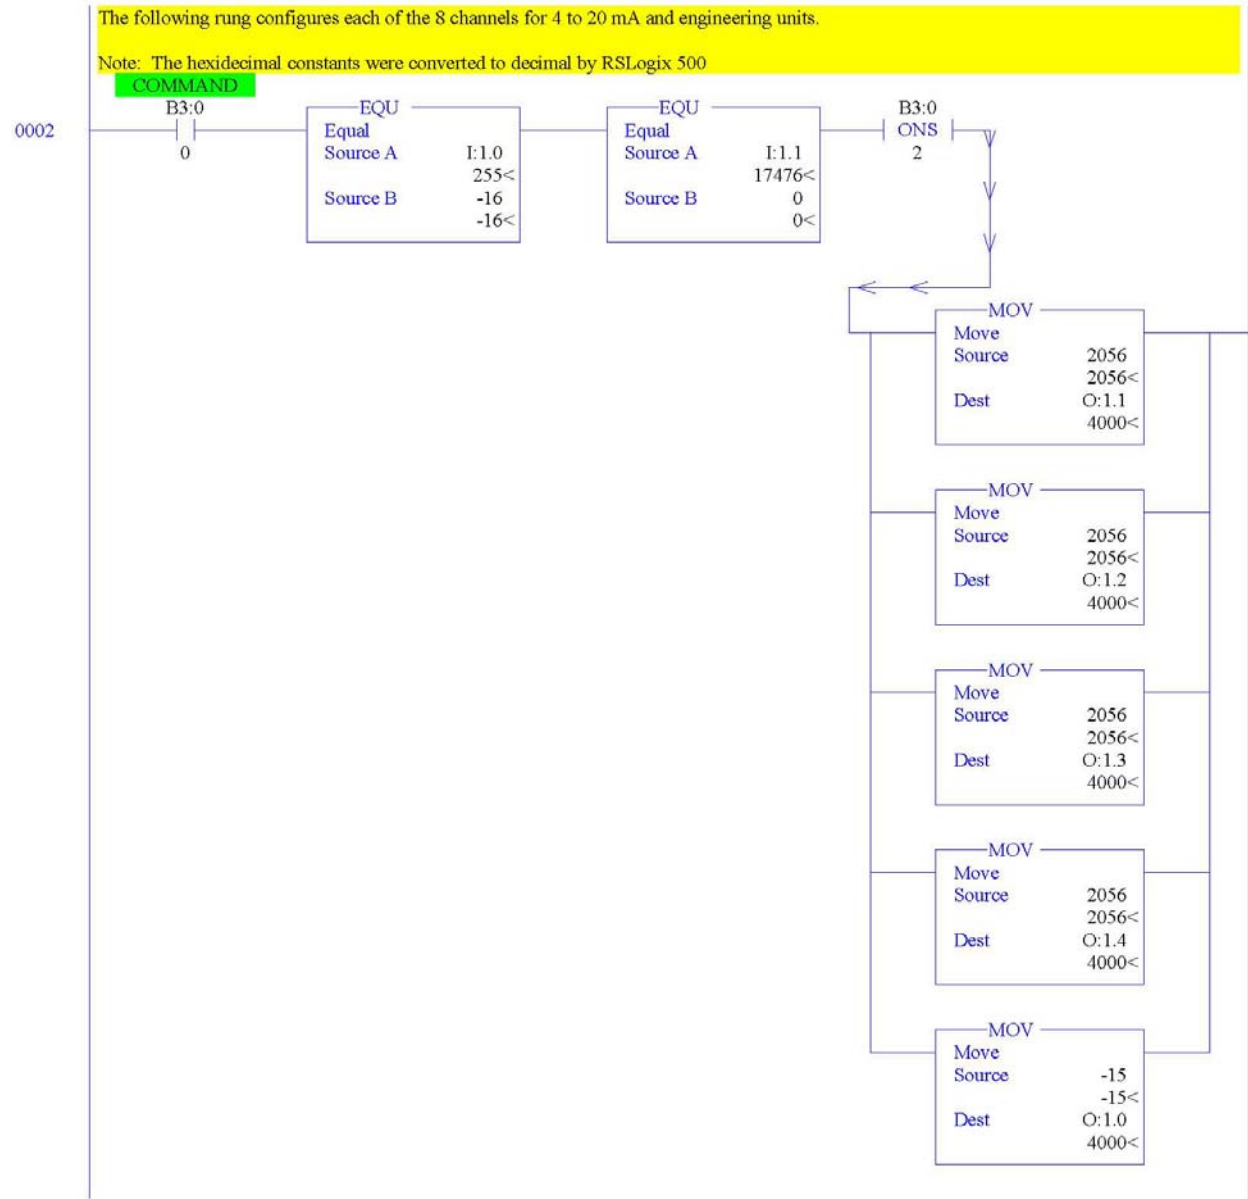 The following rung configures each of the 8 channels for 4 to 20 mA and engineering units.
Note: The hexidecimal constants were converted to decimal by RSLogix 500
COMMAND
B3:0
0002
0
EQU
Equal
Source A I:1.0
255<
Source B -16
-16<
EQU
Equal
Source A I:1.1
17476<
Source B 0
0<
B3:0
ONS
2
MOV
Move
Source 2056
2056<
Dest O:1.1
4000<
MOV
Move
Source 2056
2056<
Dest O:1.2
4000<
MOV
Move
Source 2056
2056<
Dest O:1.3
4000<
MOV
Move
Source 2056
2056<
Dest O:1.4
4000<
MOV
Move
Source -15
-15<
Dest O:1.0
4000<